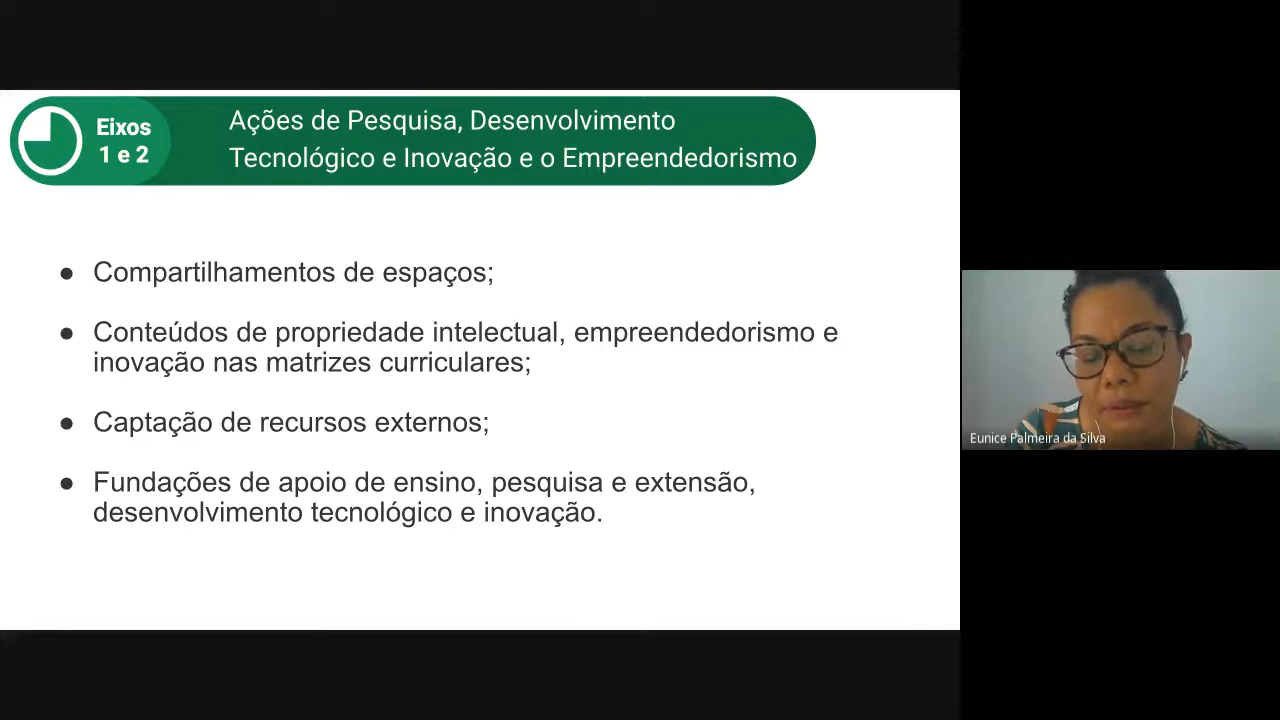 Eixos
1 e 2
Ações de Pesquisa, Desenvolvimento
Tecnológico e Inovação e o Empreendedorismo
● Compartilhamentos de espaços;
● Conteúdos de propriedade intelectual, empreendedorismo e
inovação nas matrizes curriculares;
● Captação de recursos externos;
● Fundações de apoio de ensino, pesquisa e extensão,
desenvolvimento tecnológico e inovação.
Eunice Palmeira da Silva